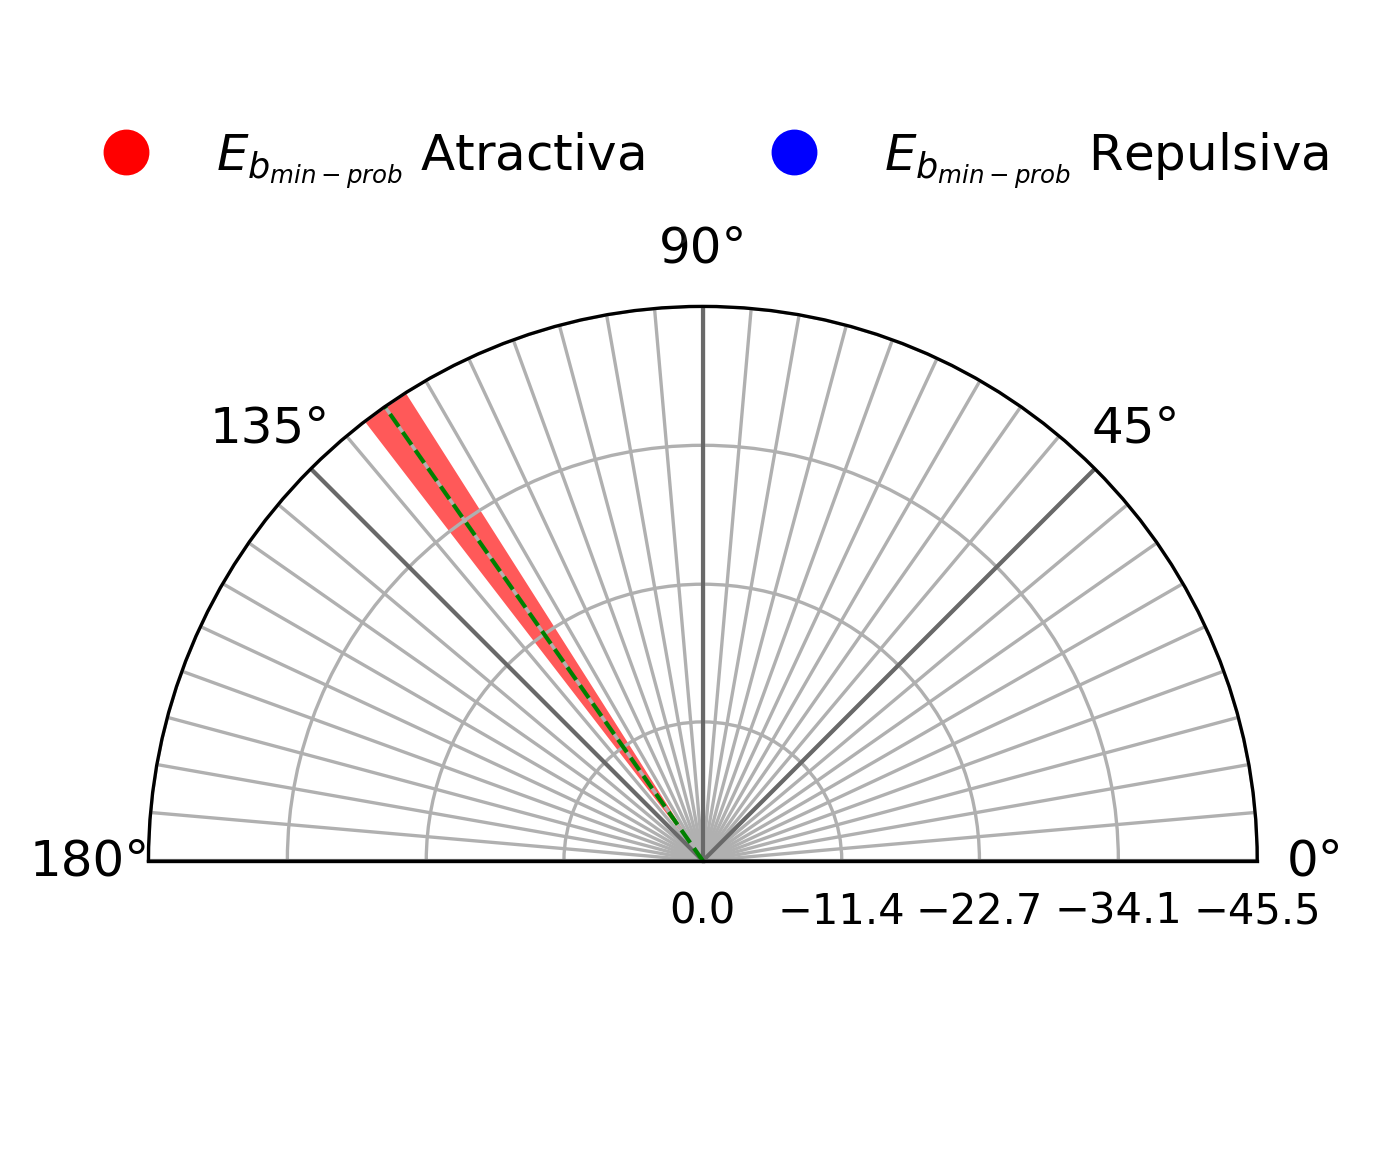 E_{b_{min-prob}} Atractiva E_{b_{min-prob}} Repulsiva
90°
135° 45°
180° 0°
0.0 −11.4 −22.7 −34.1 −45.5